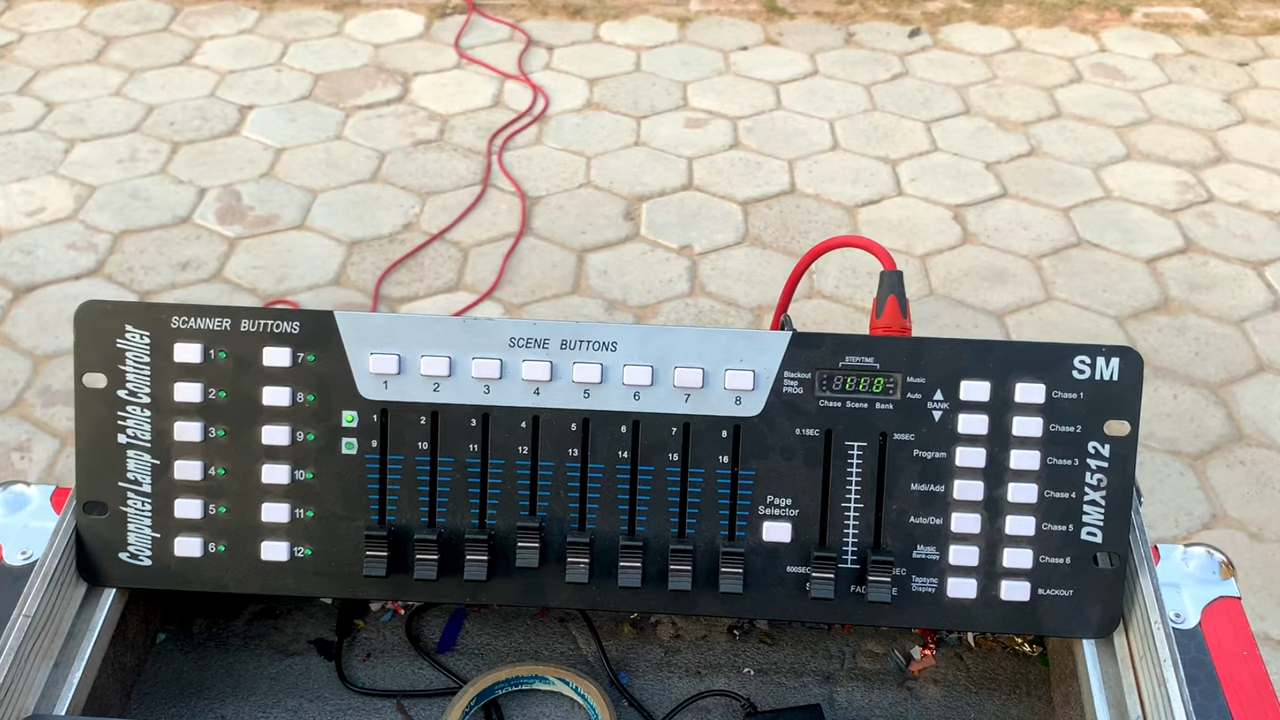 Computer Lamp Table Controller
SCANNER BUTTONS
1 7
2 8
3 9
4 10
5 11
6 12
SCENE BUTTONS
1 2 3 4 5 6 7 8
1 2 3 4 5 6 7 8
9 10 11 12 13 14 15 16
Page
Selector
STEP/TIME
Blackout
Step
PROG
Music
Auto
Chase Scene Bank
0.1SEC
30SEC
600SEC
BANK
Program
Midi/Add
Auto/Del
Music
Bank-copy
Tapsync
Display
Chase 1
Chase 2
Chase 3
Chase 4
Chase 5
Chase 6
BLACKOUT
SM
DMX512